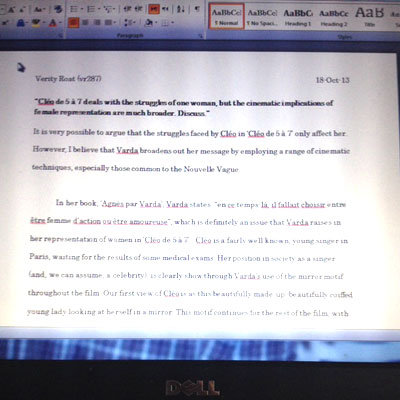 AaBbCcI AaBbCcI AaBbC AaBbCc AaB AaBbCc
¶ Normal ¶ No Spaci... Heading 1 Heading 2 Title
Paragraph Styles
Verity Roat (vr287) 18·Oct·13
"Cléo de 5 à 7 deals with the struggles of one woman, but the cinematic implications of
female representation are much broader. Discuss."
It is very possible to argue that the struggles faced by Cléo in 'Cléo de 5 à 7' only affect her.
However, I believe that Varda broadens out her message by employing a range of cinematic
techniques, especially those common to the Nouvelle Vague
In her book, 'Agnes par Varda', Varda states: "en ce temps là, il fallait choisir entre
être femme d'action ou être amoureuse", which is definitely an issue that Varda raises in
her representation of women in 'Cleo de 5 à 7'. Cleo is a fairly well known, young singer in
Paris, waiting for the results of some medical exams. Her position in society as a singer
(and, we can assume, a celebrity) is clearly show through Varda's use of the mirror motif
throughout the film. Our first view of Cleo is as this beautifully made up, beautifully coiffed
young lady looking at herself in a mirror. This motif continues for the rest of the film, with
DELL